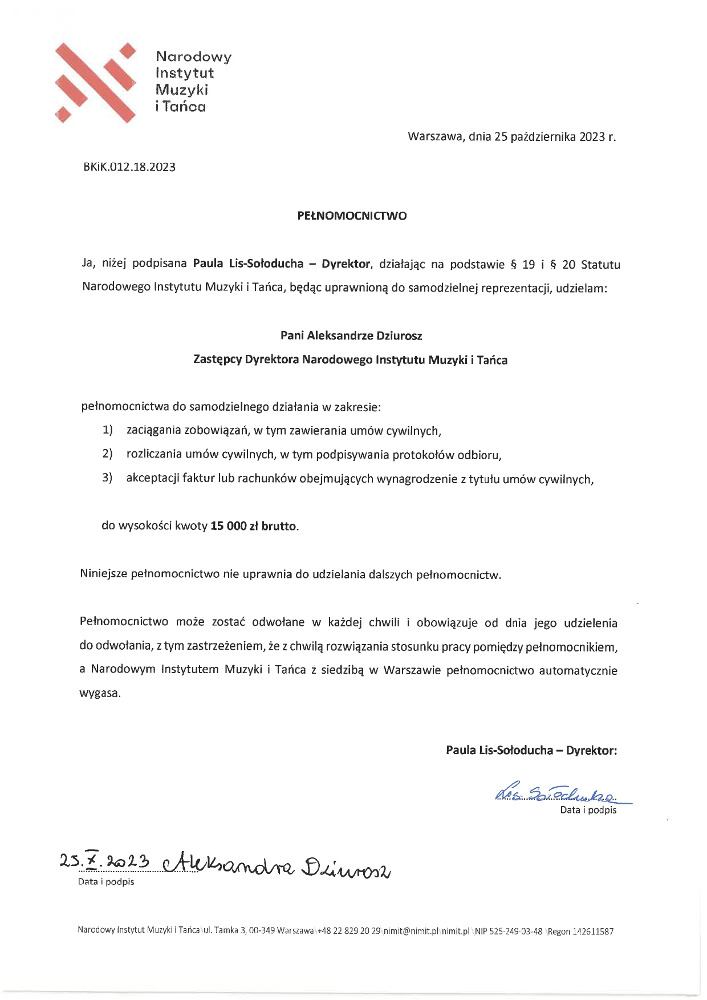 Narodowy
Instytut
Muzyki
i Tańca
Warszawa, dnia 25 października 2023 r.
BKiK.012.18.2023
PEŁNOMOCNICTWO
Ja, niżej podpisana Paula Lis-Sołoducha – Dyrektor, działając na podstawie § 19 i § 20 Statutu
Narodowego Instytutu Muzyki i Tańca, będąc uprawnioną do samodzielnej reprezentacji, udzielam:
Pani Aleksandrze Dziurosz
Zastępcy Dyrektora Narodowego Instytutu Muzyki i Tańca
pełnomocnictwa do samodzielnego działania w zakresie:
1) zaciągania zobowiązań, w tym zawierania umów cywilnych,
2) rozliczania umów cywilnych, w tym podpisywania protokołów odbioru,
3) akceptacji faktur lub rachunków obejmujących wynagrodzenie z tytułu umów cywilnych,
do wysokości kwoty 15 000 zł brutto.
Niniejsze pełnomocnictwo nie uprawnia do udzielania dalszych pełnomocnictw.
Pełnomocnictwo może zostać odwołane w każdej chwili i obowiązuje od dnia jego udzielenia
do odwołania, z tym zastrzeżeniem, że z chwilą rozwiązania stosunku pracy pomiędzy pełnomocnikiem,
a Narodowym Instytutem Muzyki i Tańca z siedzibą w Warszawie pełnomocnictwo automatycznie
wygasa.
Paula Lis-Sołoducha – Dyrektor:
Lis-Sołoducha
Data i podpis
25.X.2023 Aleksandra Dziurosz
Data i podpis
Narodowy Instytut Muzyki i Tańca\ul. Tamka 3, 00-349 Warszawa\+48 22 829 20 29\nimit@nimit.pl\nimit.pl\NIP 525-249-03-48\Regon 142611587